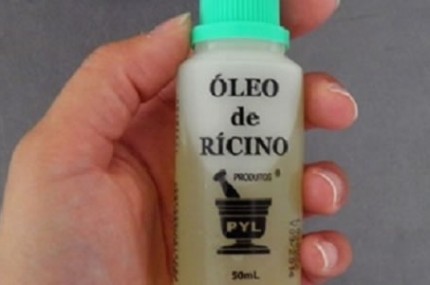 ÓLEO
de
RÍCINO
PRODUTOS ®
PYL
50mL